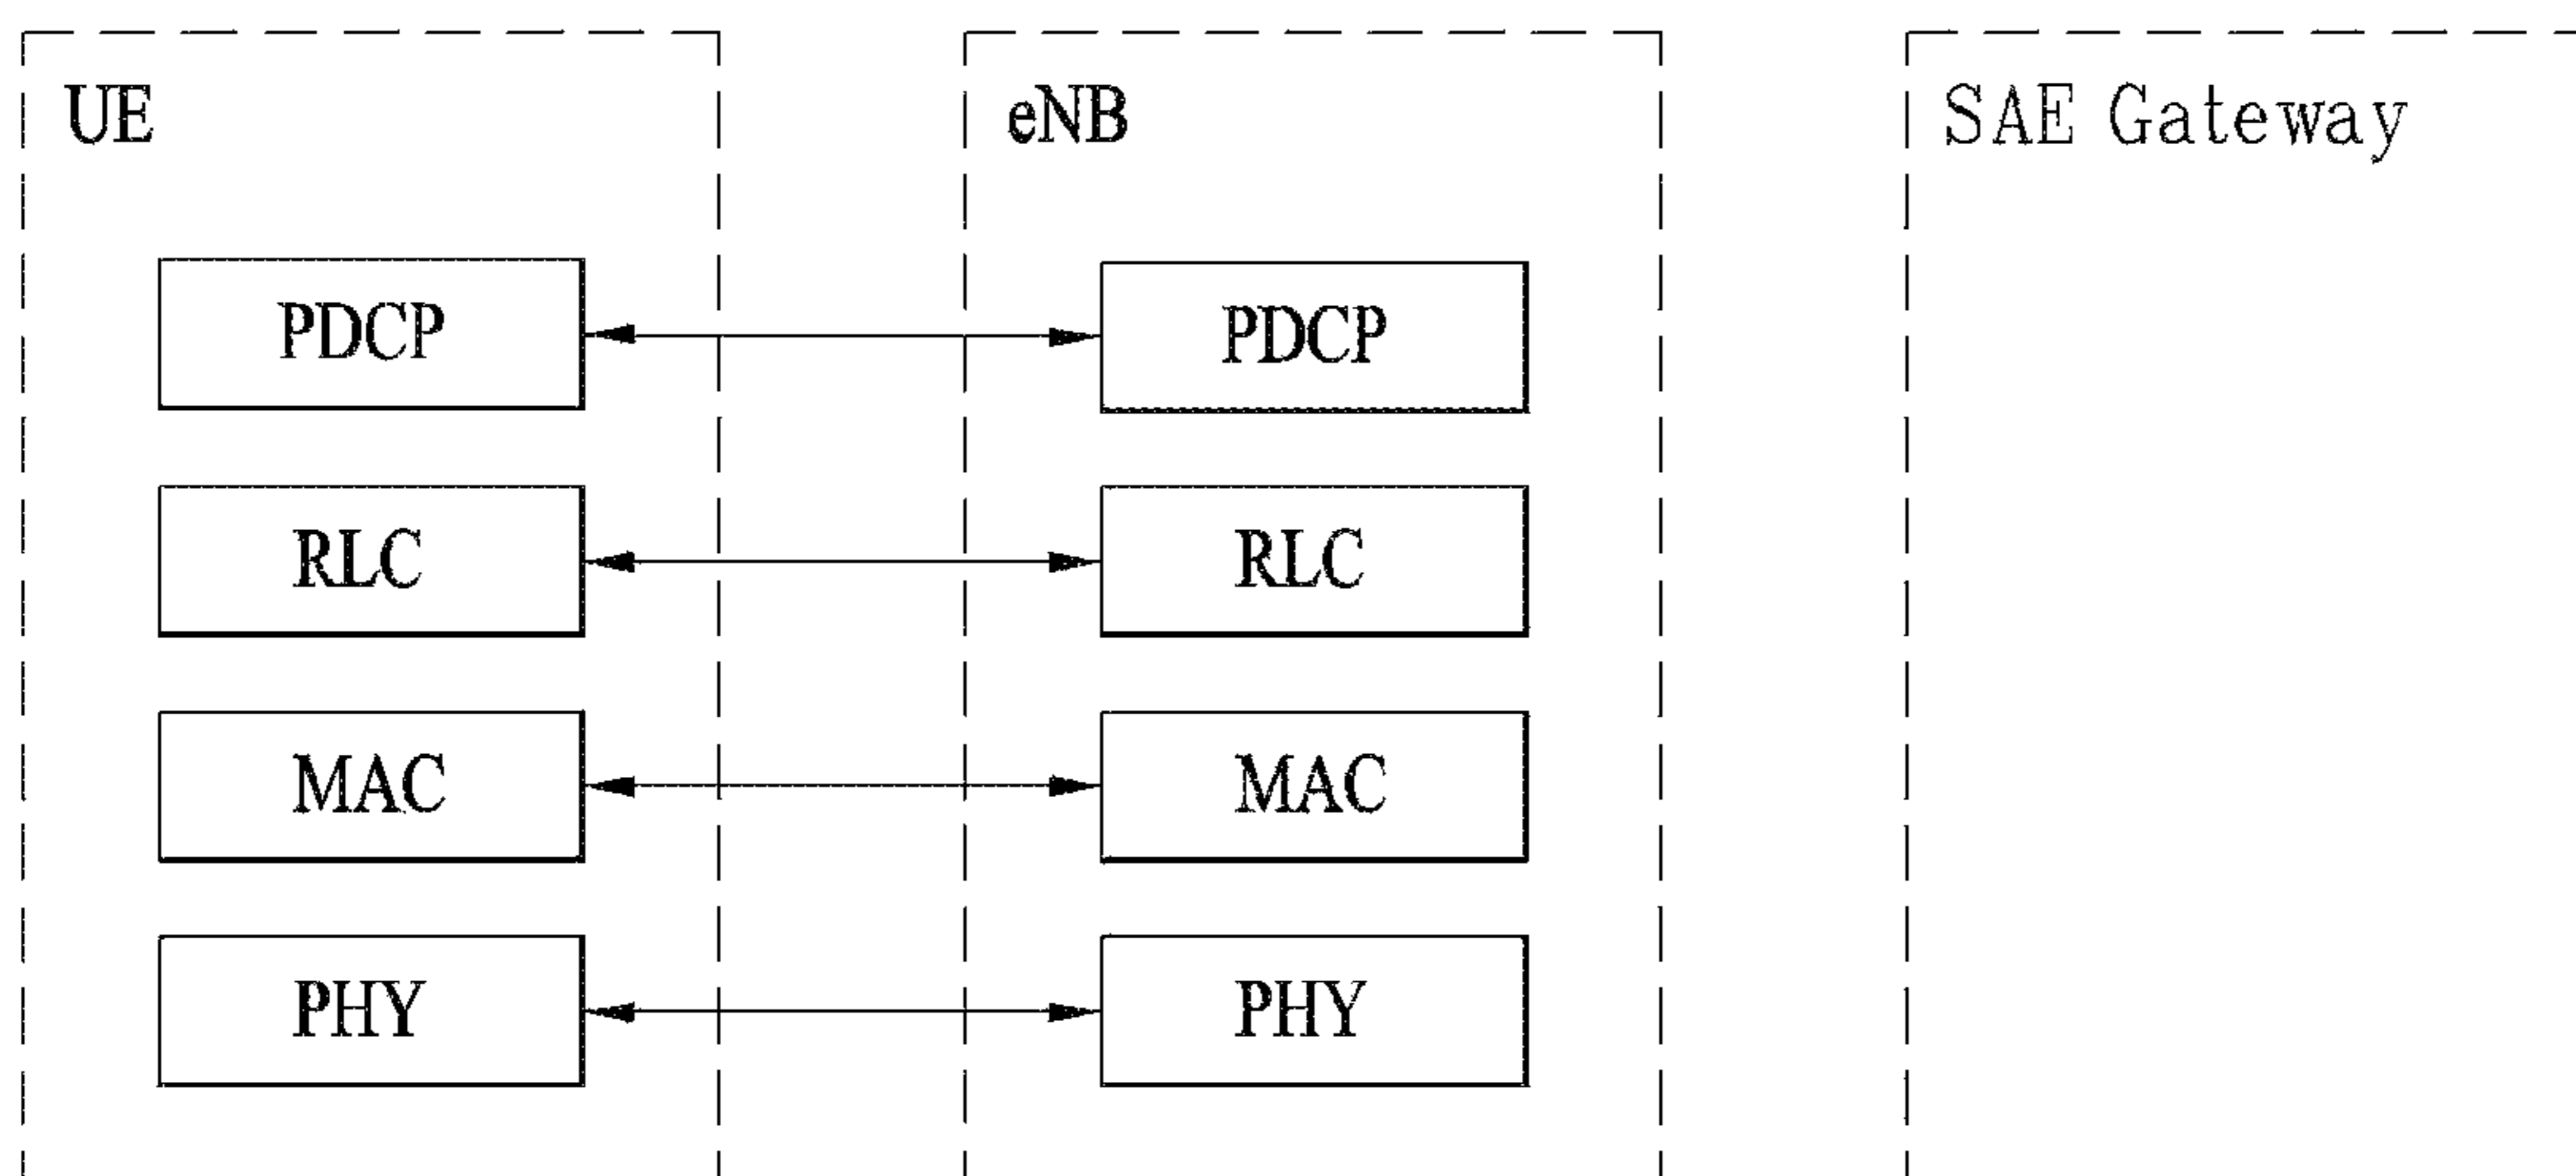 UE
eNB
SAE Gateway
PDCP
PDCP
RLC
RLC
MAC
MAC
PHY
PHY